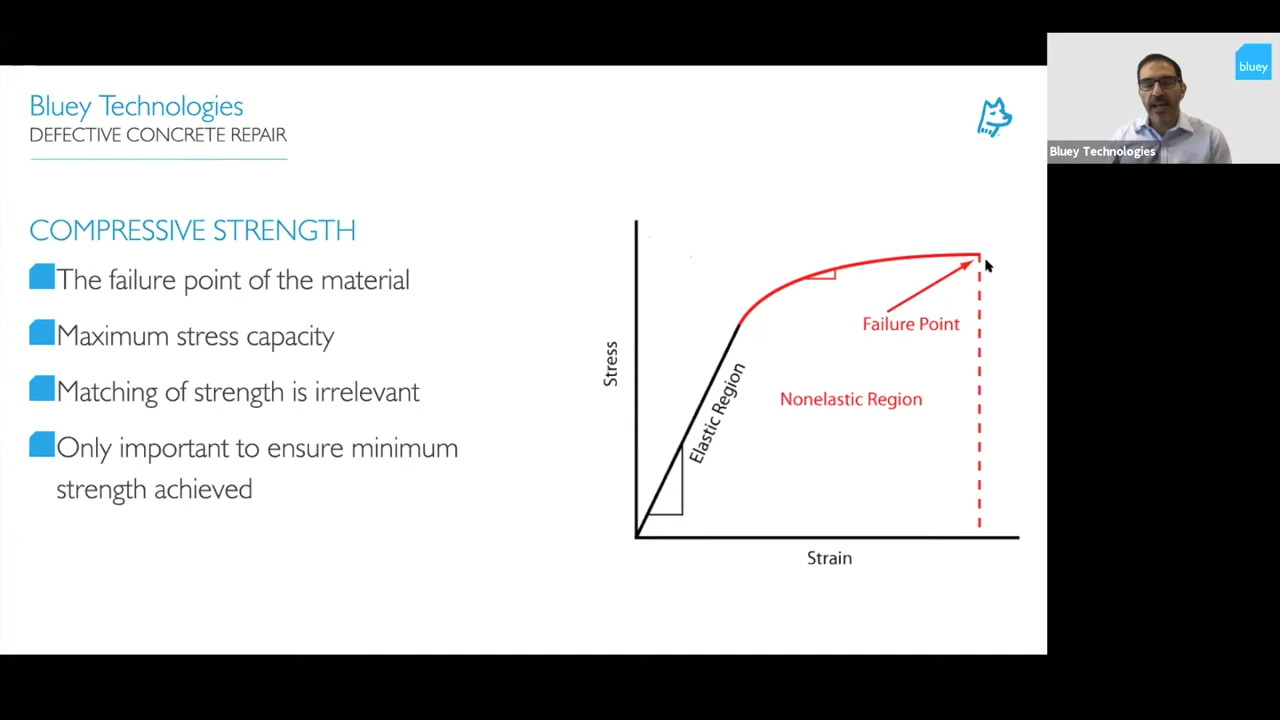 Bluey Technologies
DEFECTIVE CONCRETE REPAIR
COMPRESSIVE STRENGTH
The failure point of the material
Maximum stress capacity
Matching of strength is irrelevant
Only important to ensure minimum
strength achieved
Stress
Elastic Region
Failure Point
Nonelastic Region
Strain
bluey
Bluey Technologies